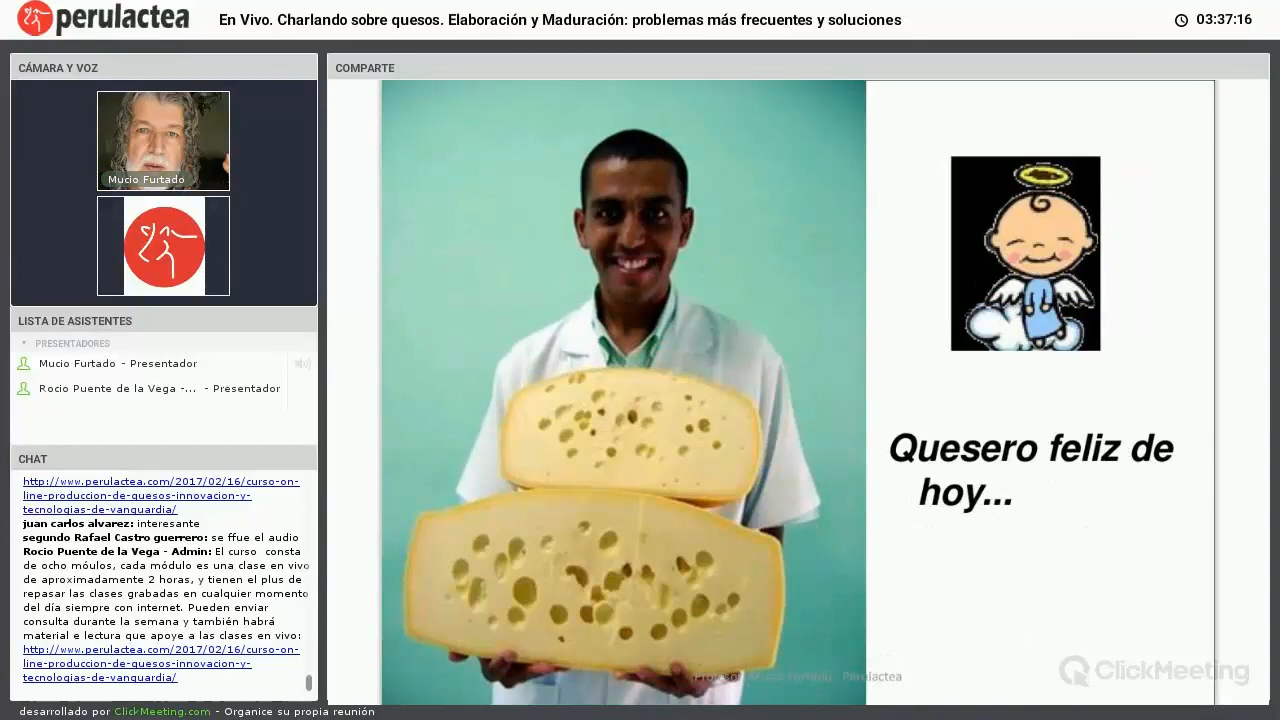 perulactea
En Vivo. Charlando sobre quesos. Elaboración y Maduración: problemas más frecuentes y soluciones
03:37:16
CÁMARA Y VOZ
Mucio Furtado
LISTA DE ASISTENTES
PRESENTADORES
Mucio Furtado - Presentador
Rocio Puente de la Vega -... - Presentador
CHAT
http://www.perulactea.com/2017/02/16/curso-on-
line-produccion-de-quesos-innovacion-y-
tecnologias-de-vanguardia/
juan carlos alvarez: interesante
segundo Rafael Castro guerrero: se ffue el audio
Rocio Puente de la Vega - Admin: El curso consta
de ocho móulos, cada módulo es una clase en vivo
de aproximadamente 2 horas, y tienen el plus de
repasar las clases grabadas en cualquier momento
del día siempre con internet. Pueden enviar
consulta durante la semana y también habrá
material e lectura que apoye a las clases en vivo:
http://www.perulactea.com/2017/02/16/curso-on-
line-produccion-de-quesos-innovacion-y-
tecnologias-de-vanguardia/
COMPARTE
Quesero feliz de
hoy...
Furtado Perulactea
ClickMeeting
desarrollado por ClickMeeting.com - Organice su propia reunión